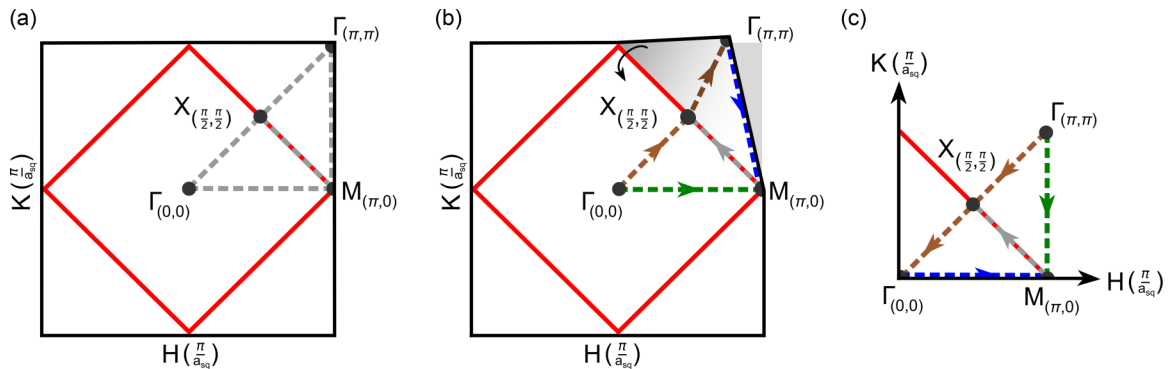 (a)
Γ(π,π)
X(π/2,π/2)
Γ(0,0)
M(π,0)
K(π/a_sq)
H(π/a_sq)
(b)
Γ(π,π)
X(π/2,π/2)
Γ(0,0)
M(π,0)
K(π/a_sq)
H(π/a_sq)
(c)
K(π/a_sq)
Γ(π,π)
X(π/2,π/2)
Γ(0,0)
M(π,0)
H(π/a_sq)